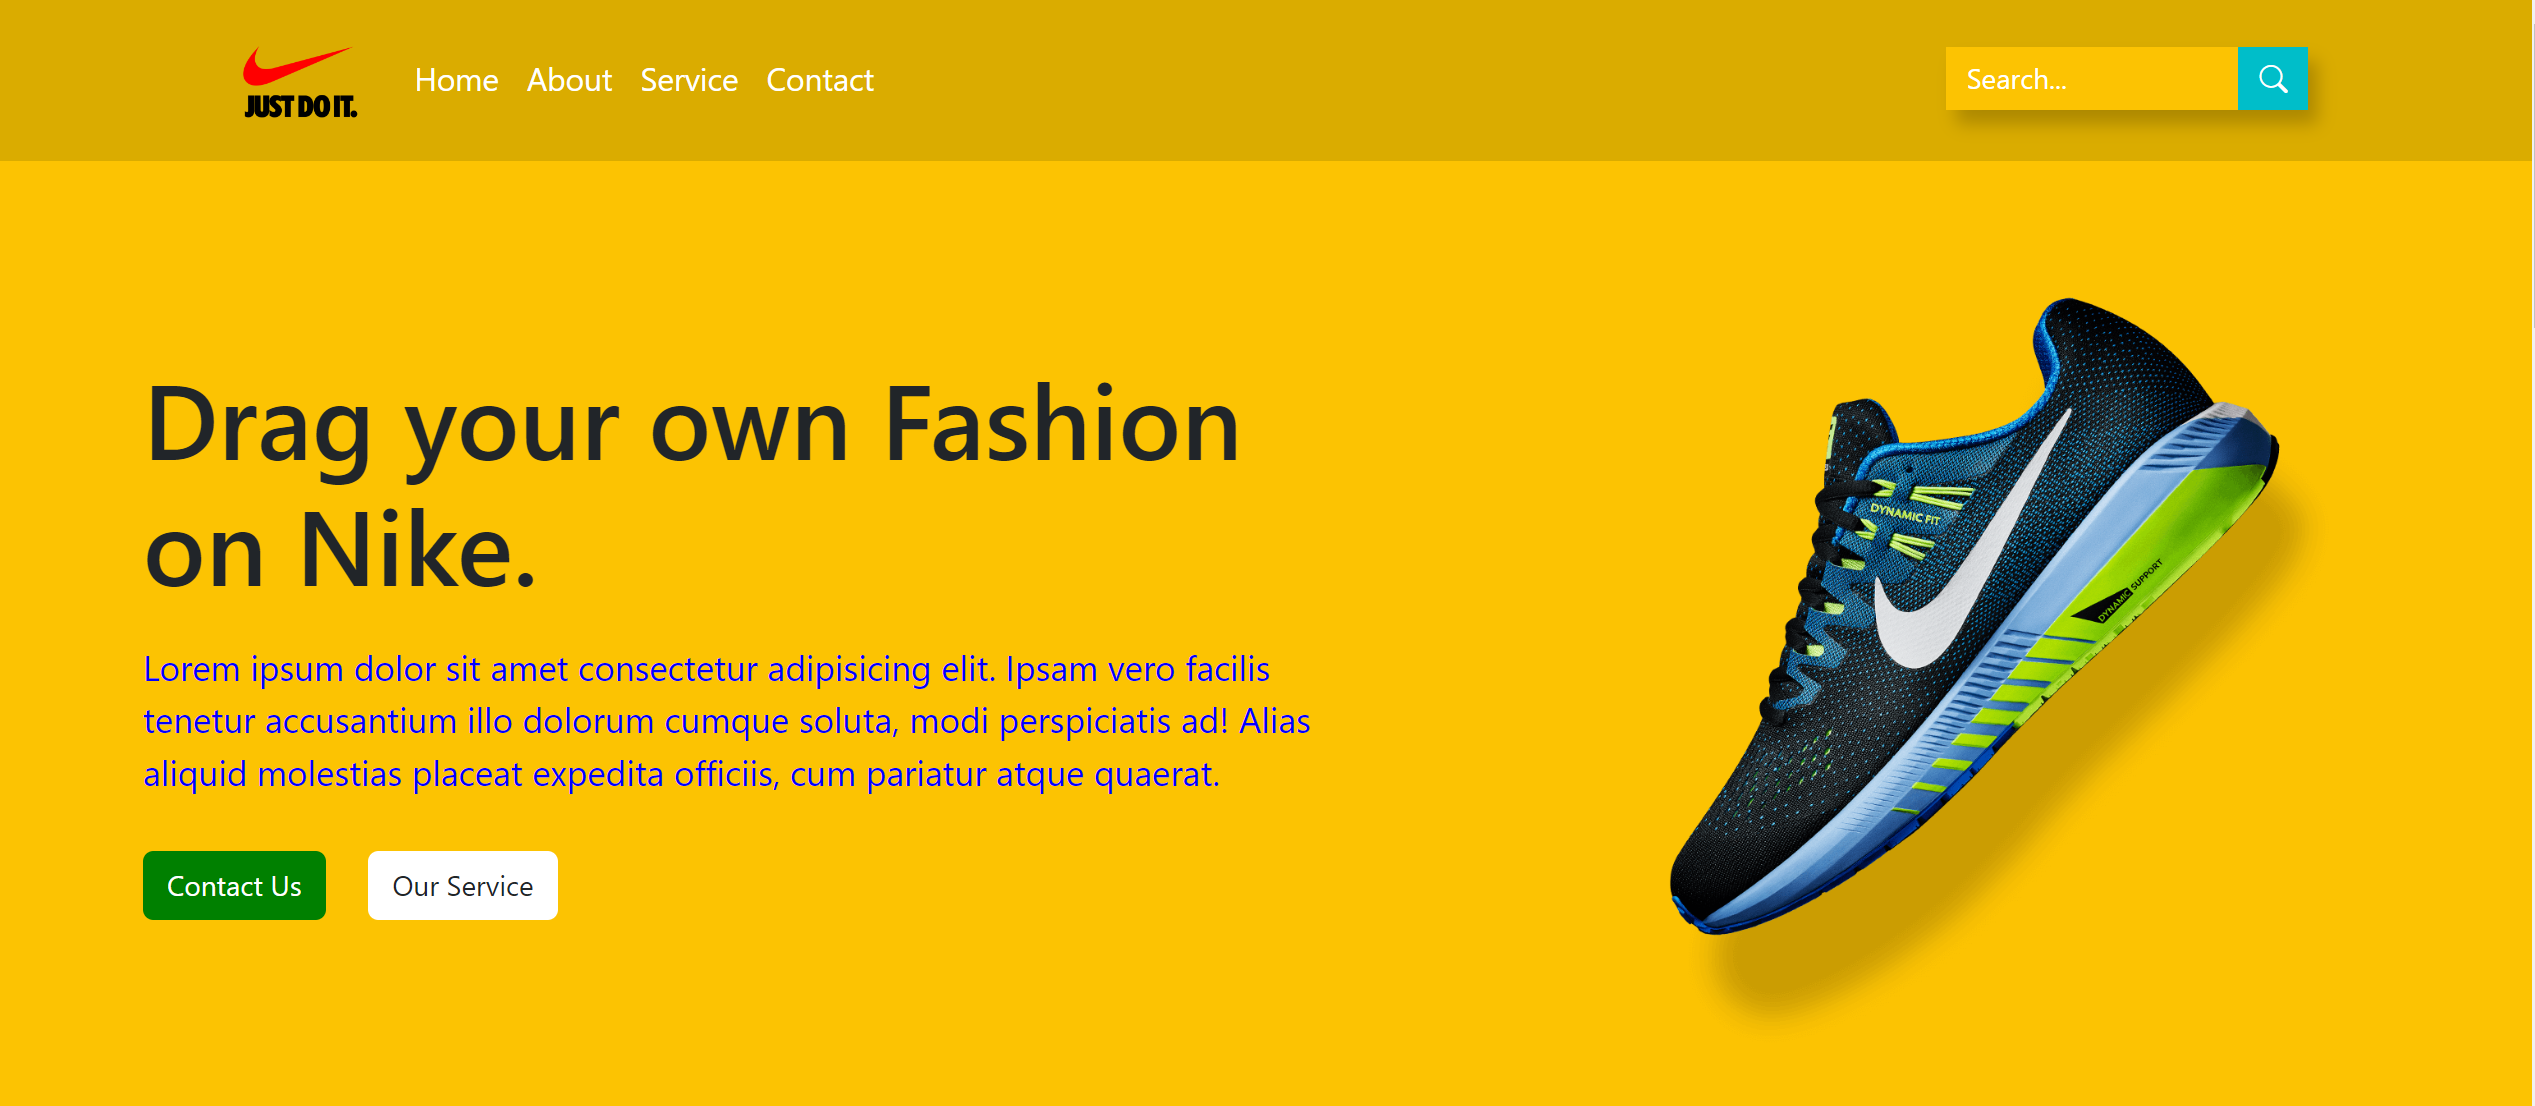 JUST DO IT.
Home About Service Contact
Search...
Drag your own Fashion
on Nike.
Lorem ipsum dolor sit amet consectetur adipisicing elit. Ipsam vero facilis
tenetur accusantium illo dolorum cumque soluta, modi perspiciatis ad! Alias
aliquid molestias placeat expedita officiis, cum pariatur atque quaerat.
Contact Us
Our Service
DYNAMIC FIT
DYNAMIC SUPPORT